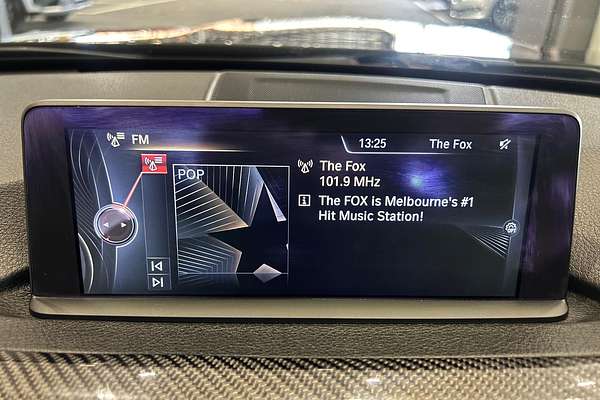 FM
13:25 The Fox
POP
The Fox
101.9 MHz
The FOX is Melbourne's #1
Hit Music Station!